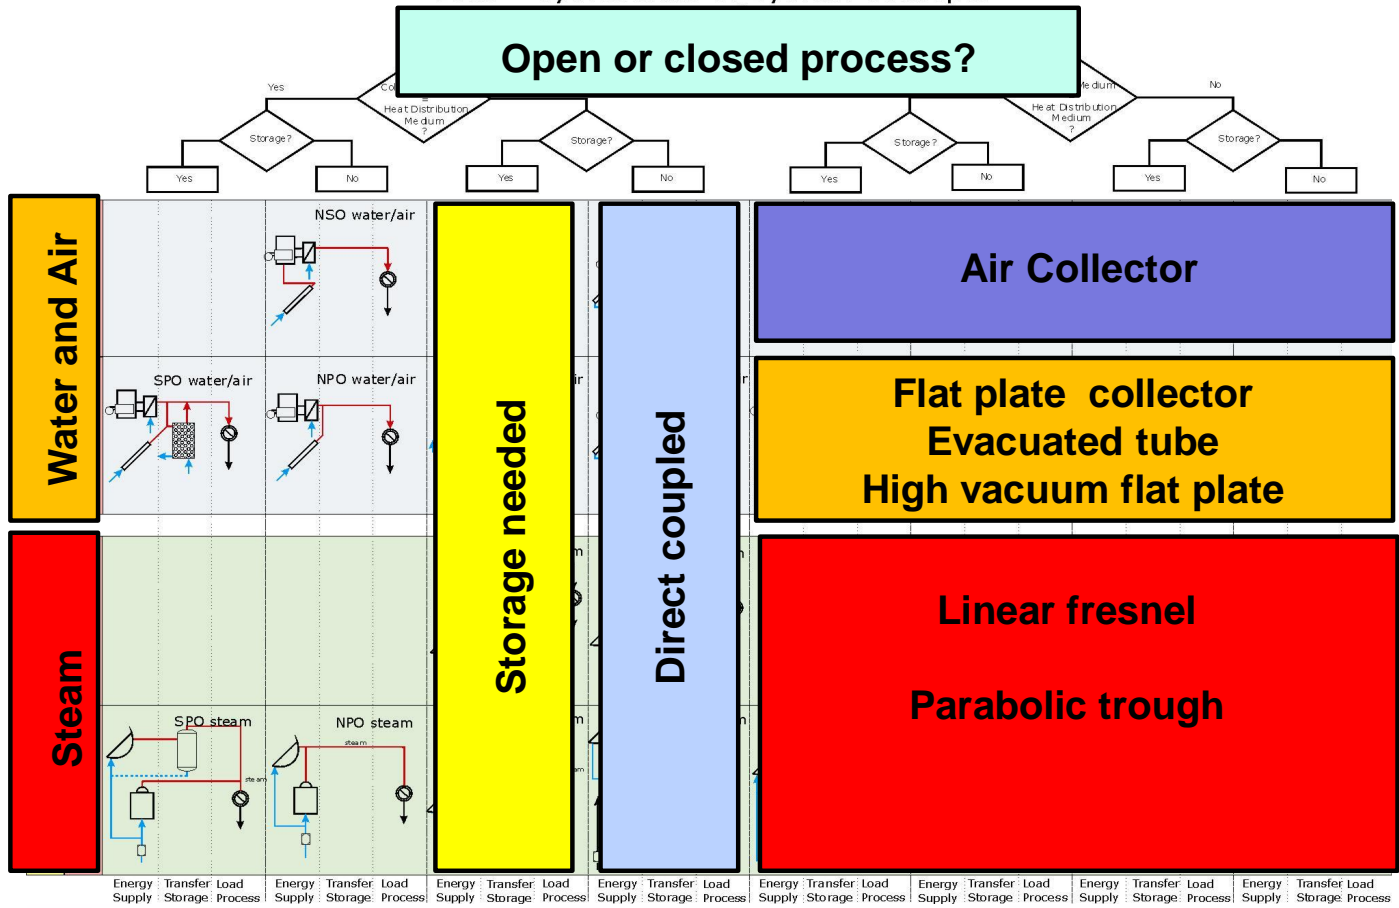 Open or closed process?
Yes
Heat Distribution
Medium
?
Medium
Heat Distribution
Medium
?
No
Storage?
Storage?
Storage?
Storage?
Yes
No
Yes
No
Yes
No
Yes
No
Water and Air
Steam
NSO water/air
SPO water/air
NPO water/air
SPO steam
steam
NPO steam
steam
Storage needed
Direct coupled
Air Collector
Flat plate collector
Evacuated tube
High vacuum flat plate
Linear fresnel
Parabolic trough
Energy Transfer Load Energy Transfer Load Energy Transfer Load Energy Transfer Load Energy Transfer Load Energy Transfer Load Energy Transfer Load Energy Transfer Load
Supply Storage Process Supply Storage Process Supply Storage Process Supply Storage Process Supply Storage Process Supply Storage Process Supply Storage Process Supply Storage Process